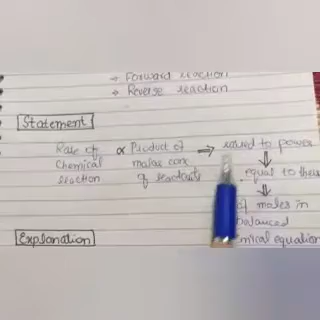 → Forward reaction
→ Reverse reaction
Statement
Rate of chemical reaction ∝ Product of molar conc of reactants ⇒ raised to power
⇓
equal to their
⇓
of moles in
balanced
chemical equation
Explanation